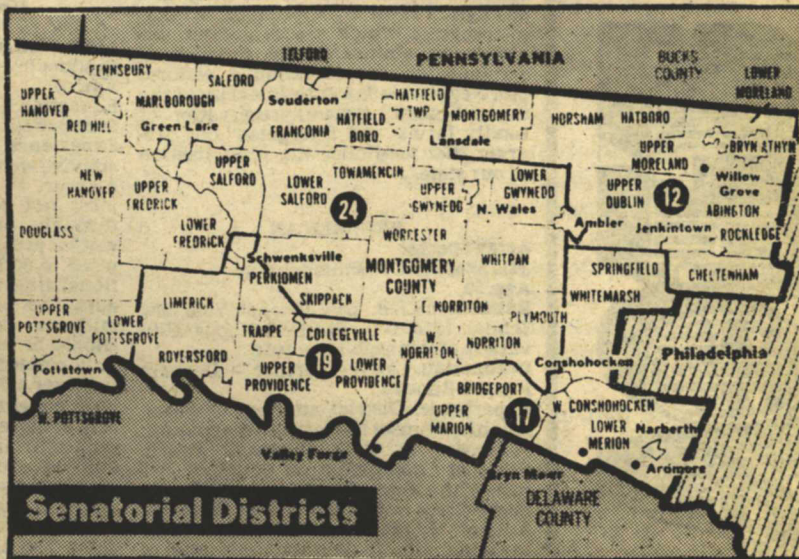 TELFORD
PENNSYLVANIA
BUCKS COUNTY
LOWER MORELAND
PENNSBURY
SALFORD
UPPER HANOVER
MARLBOROUGH
Souderton
HATFIELD TWP
MONTGOMERY
HORSHAM
HATBORO
RED HILL
Green Lane
FRANCONIA
HATFIELD BORO.
Lansdale
UPPER MORELAND
BRYN ATHYN
NEW HANOVER
UPPER SALFORD
TOWAMENCIN
LOWER GWYNEDD
Willow Grove
UPPER FREDRICK
LOWER SALFORD
24
UPPER GWYNEDD
N. Wales
UPPER DUBLIN
12
ABINGTON
DOUGLASS
LOWER FREDRICK
WORCESTER
Ambler
Jenkintown
ROCKLEDGE
Schwenksville
PERKIOMEN
MONTGOMERY COUNTY
WHITPAN
SPRINGFIELD
CHELTENHAM
SKIPPACK
WHITEMARSH
UPPER POTTSGROVE
LOWER POTTSGROVE
LIMERICK
E. NORRITON
PLYMOUTH
TRAPPE
COLLEGEVILLE
W. NORRITON
NORRITON
Philadelphia
Pottstown
ROYERSFORD
19
UPPER PROVIDENCE
LOWER PROVIDENCE
Conshohocken
BRIDGEPORT
W. POTTSGROVE
UPPER MARION
17
W. CONSHOHOCKEN
LOWER MERION
Narberth
Valley Forge
Ardmore
Bryn Mawr
DELAWARE COUNTY
Senatorial Districts